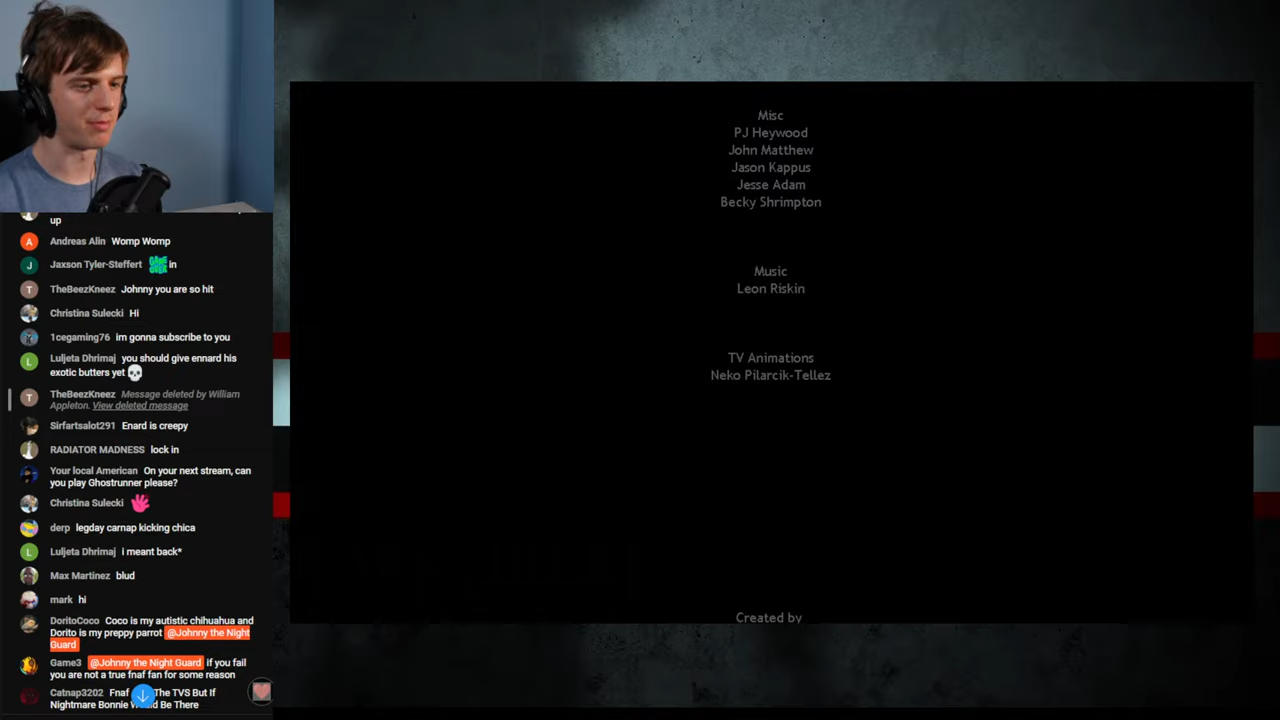 up
Andreas Alin Womp Womp
Jaxson Tyler-Steffert GAME OVER in
TheBeezKneez Johnny you are so hit
Christina Sulecki Hi
1cegaming76 im gonna subscribe to you
Luljeta Dhrimaj you should give ennard his
exotic butters yet
TheBeezKneez Message deleted by William
Appleton. View deleted message
Sirfartsalot291 Enard is creepy
RADIATOR MADNESS lock in
Your local American On your next stream, can
you play Ghostrunner please?
Christina Sulecki
derp legday carnap kicking chica
Luljeta Dhrimaj i meant back*
Max Martinez blud
mark hi
DoritoCoco Coco is my autistic chihuahua and
Dorito is my preppy parrot @Johnny the Night
Guard
Game3 @Johnny the Night Guard if you fail
you are not a true fnaf fan for some reason
Catnap3202 Fnaf The TVS But If
Nightmare Bonnie Be There
Misc
PJ Heywood
John Matthew
Jason Kappus
Jesse Adam
Becky Shrimpton
Music
Leon Riskin
TV Animations
Neko Pilarcik-Tellez
Created by